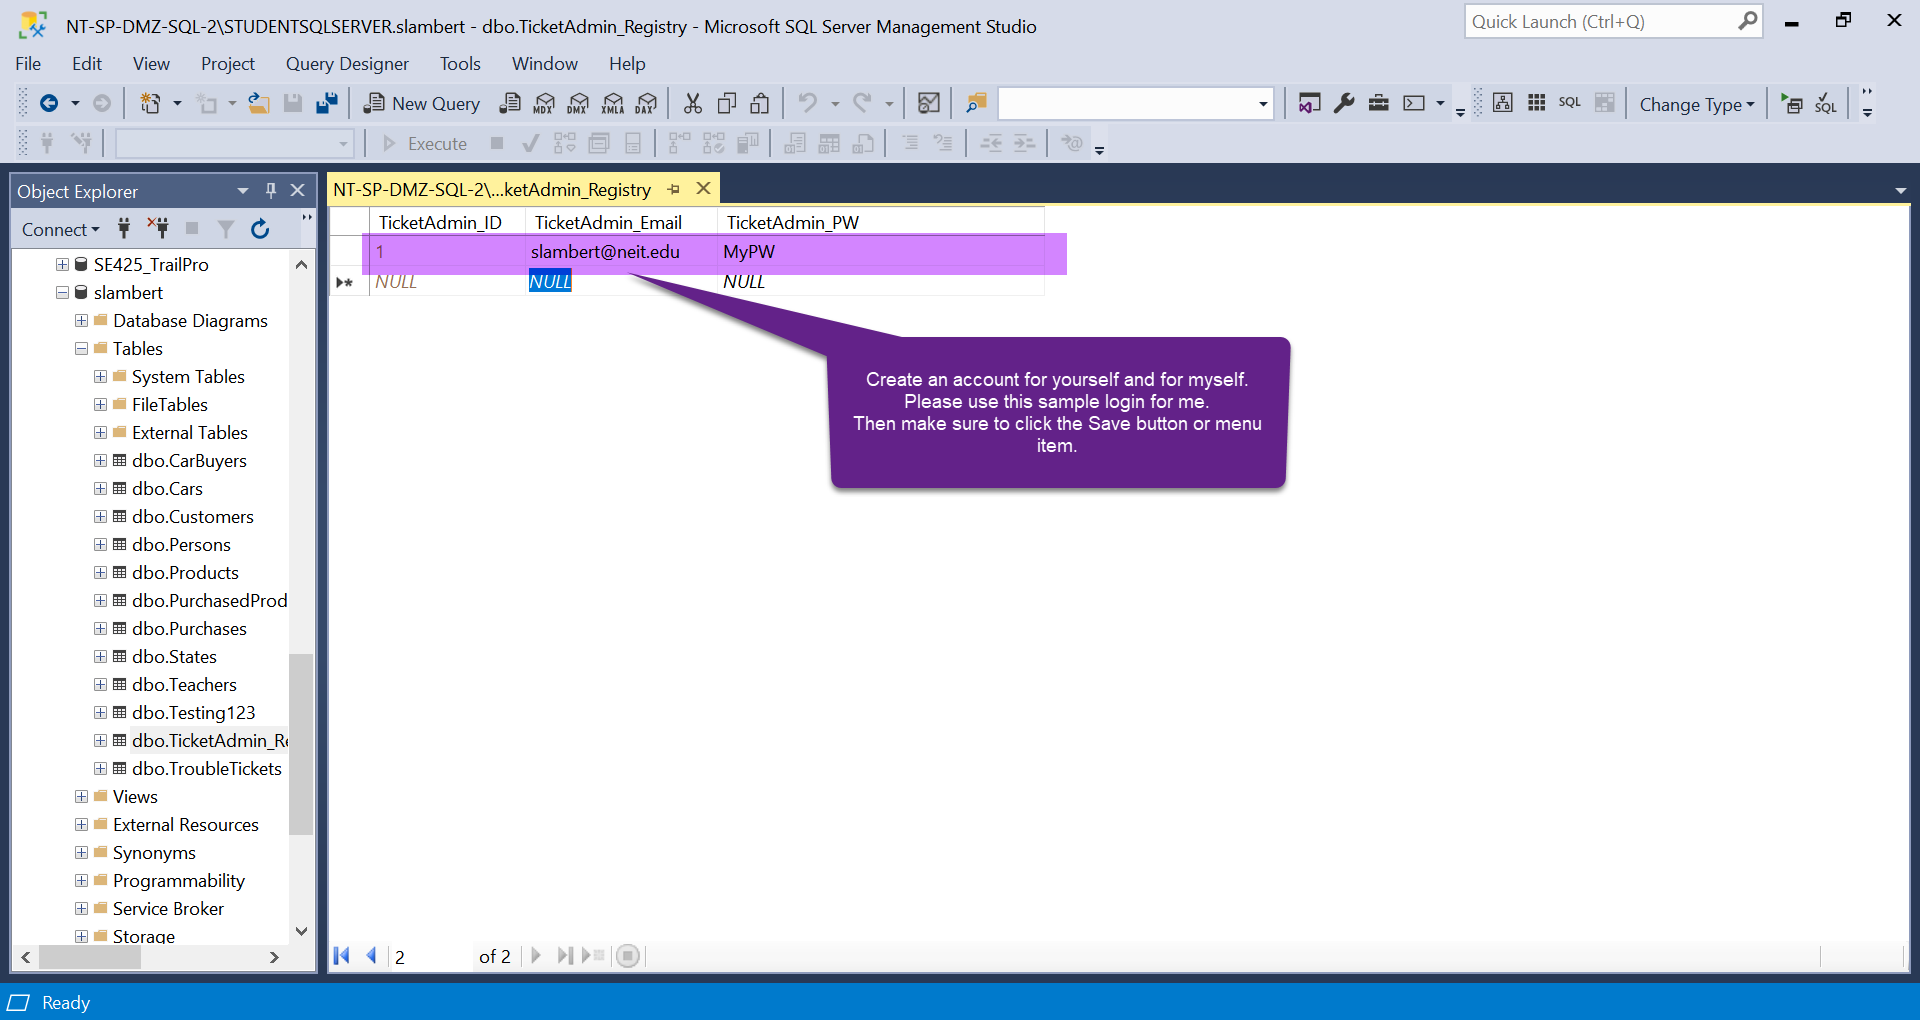 NT-SP-DMZ-SQL-2\STUDENTSQLSERVER.slambert - dbo.TicketAdmin_Registry - Microsoft SQL Server Management Studio
Quick Launch (Ctrl+Q)
File Edit View Project Query Designer Tools Window Help
New Query MDX DMX XMLA DAX SQL Change Type SQL
Execute
Object Explorer
Connect
SE425_TrailPro
slambert
Database Diagrams
Tables
System Tables
FileTables
External Tables
dbo.CarBuyers
dbo.Cars
dbo.Customers
dbo.Persons
dbo.Products
dbo.PurchasedProd
dbo.Purchases
dbo.States
dbo.Teachers
dbo.Testing123
dbo.TicketAdmin_Re
dbo.TroubleTickets
Views
External Resources
Synonyms
Programmability
Service Broker
Storage
NT-SP-DMZ-SQL-2\...ketAdmin_Registry
TicketAdmin_ID TicketAdmin_Email TicketAdmin_PW
1 slambert@neit.edu MyPW
NULL NULL NULL
Create an account for yourself and for myself.
Please use this sample login for me.
Then make sure to click the Save button or menu
item.
2 of 2
Ready